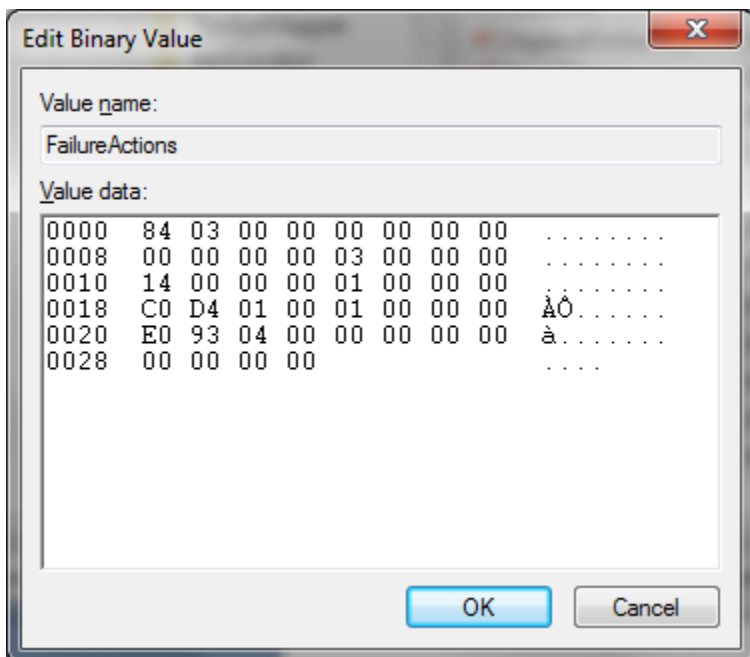 Edit Binary Value
Value name:
FailureActions
Value data:
0000 84 03 00 00 00 00 00 00 ........
0008 00 00 00 00 03 00 00 00 ........
0010 14 00 00 00 01 00 00 00 ........
0018 C0 D4 01 00 01 00 00 00 ÀÔ......
0020 E0 93 04 00 00 00 00 00 à.......
0028 00 00 00 00 ....
OK Cancel